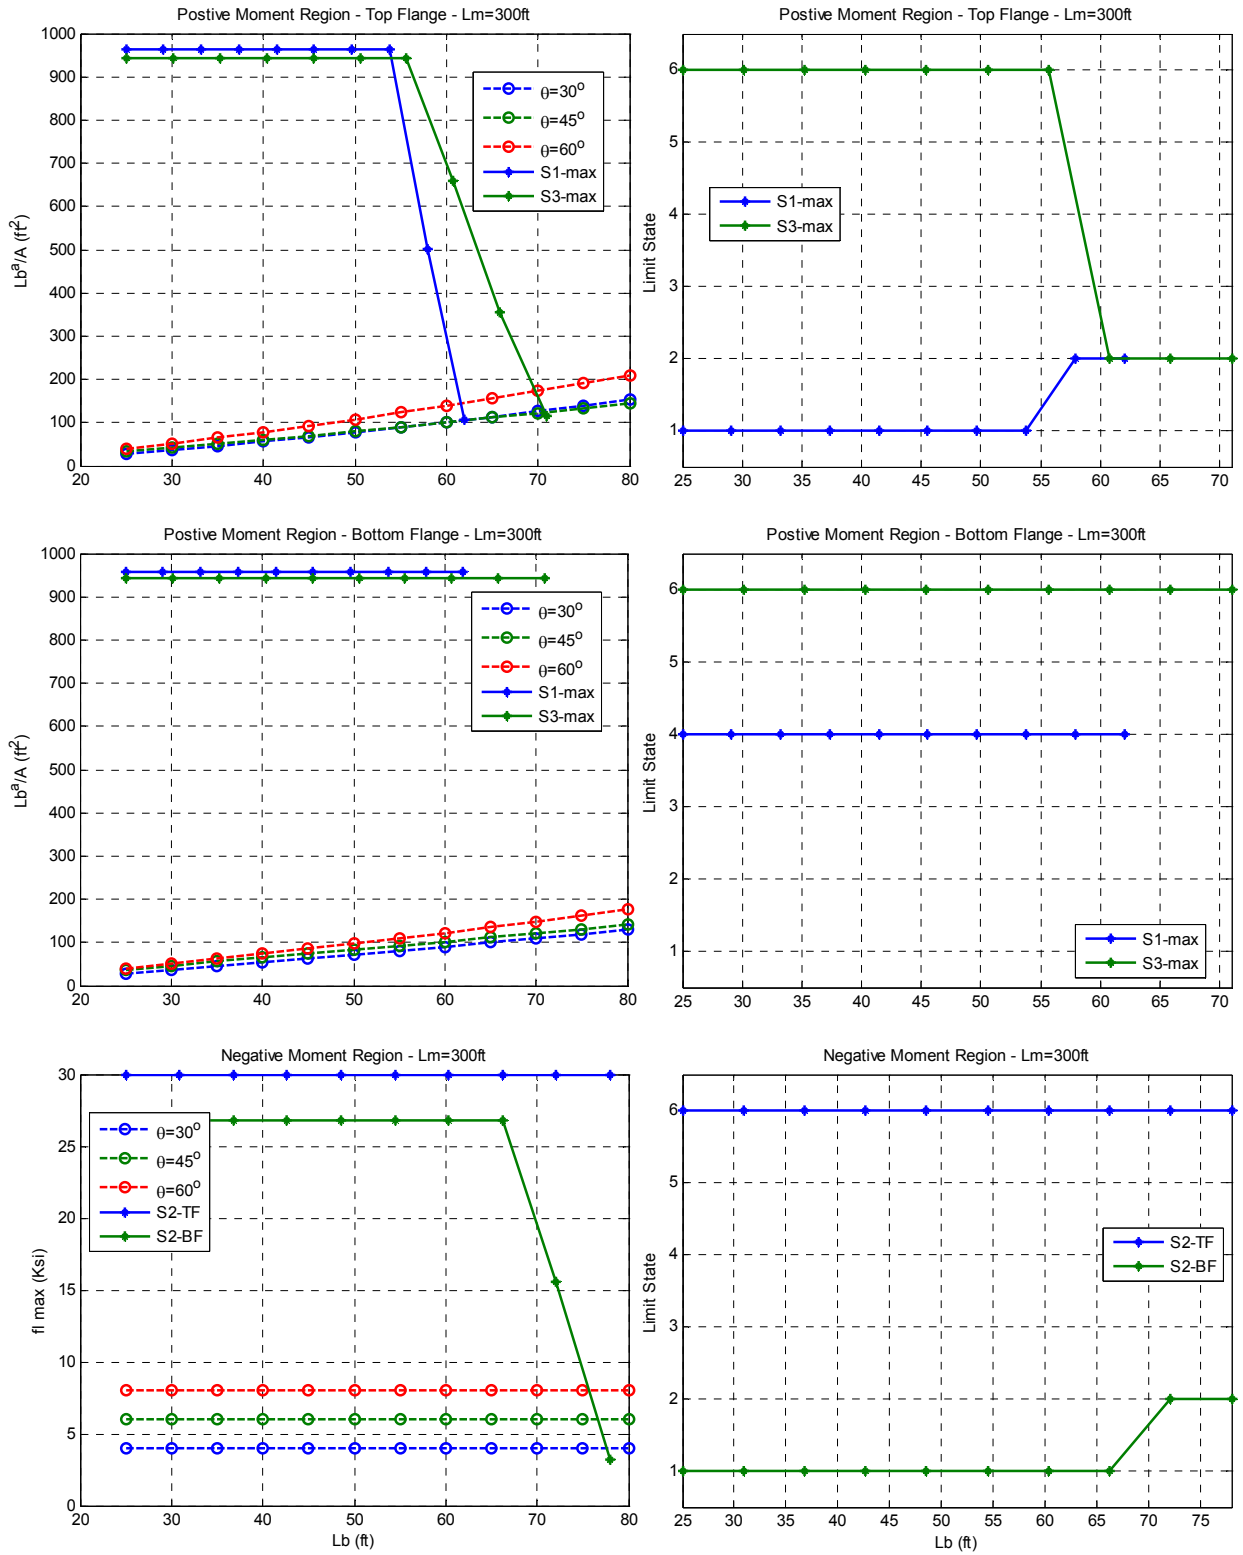 Postive Moment Region - Top Flange - Lm=300ft
1000
900
800
700
600
500
400
300
200
100
0
Lbᵃ/A (ft²)
θ=30°
θ=45°
θ=60°
S1-max
S3-max
20 30 40 50 60 70 80
Postive Moment Region - Top Flange - Lm=300ft
6
5
4
3
2
1
Limit State
S1-max
S3-max
25 30 35 40 45 50 55 60 65 70
Postive Moment Region - Bottom Flange - Lm=300ft
1000
900
800
700
600
500
400
300
200
100
0
Lbᵃ/A (ft²)
θ=30°
θ=45°
θ=60°
S1-max
S3-max
20 30 40 50 60 70 80
Postive Moment Region - Bottom Flange - Lm=300ft
6
5
4
3
2
1
Limit State
S1-max
S3-max
25 30 35 40 45 50 55 60 65 70
Negative Moment Region - Lm=300ft
30
25
20
15
10
5
0
fl max (Ksi)
θ=30°
θ=45°
θ=60°
S2-TF
S2-BF
20 30 40 50 60 70 80
Lb (ft)
Negative Moment Region - Lm=300ft
6
5
4
3
2
1
Limit State
S2-TF
S2-BF
25 30 35 40 45 50 55 60 65 70 75
Lb (ft)